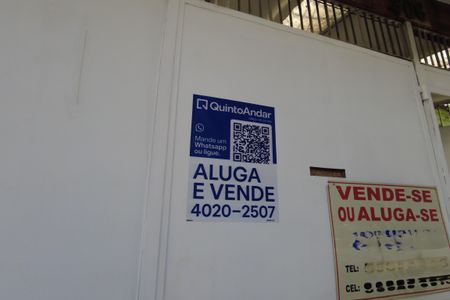 QuintoAndar
Mande um
Whatsapp
ou ligue.
ALUGA
E VENDE
4020-2507
VENDE-SE
OU ALUGA-SE
TEL:
CEL: